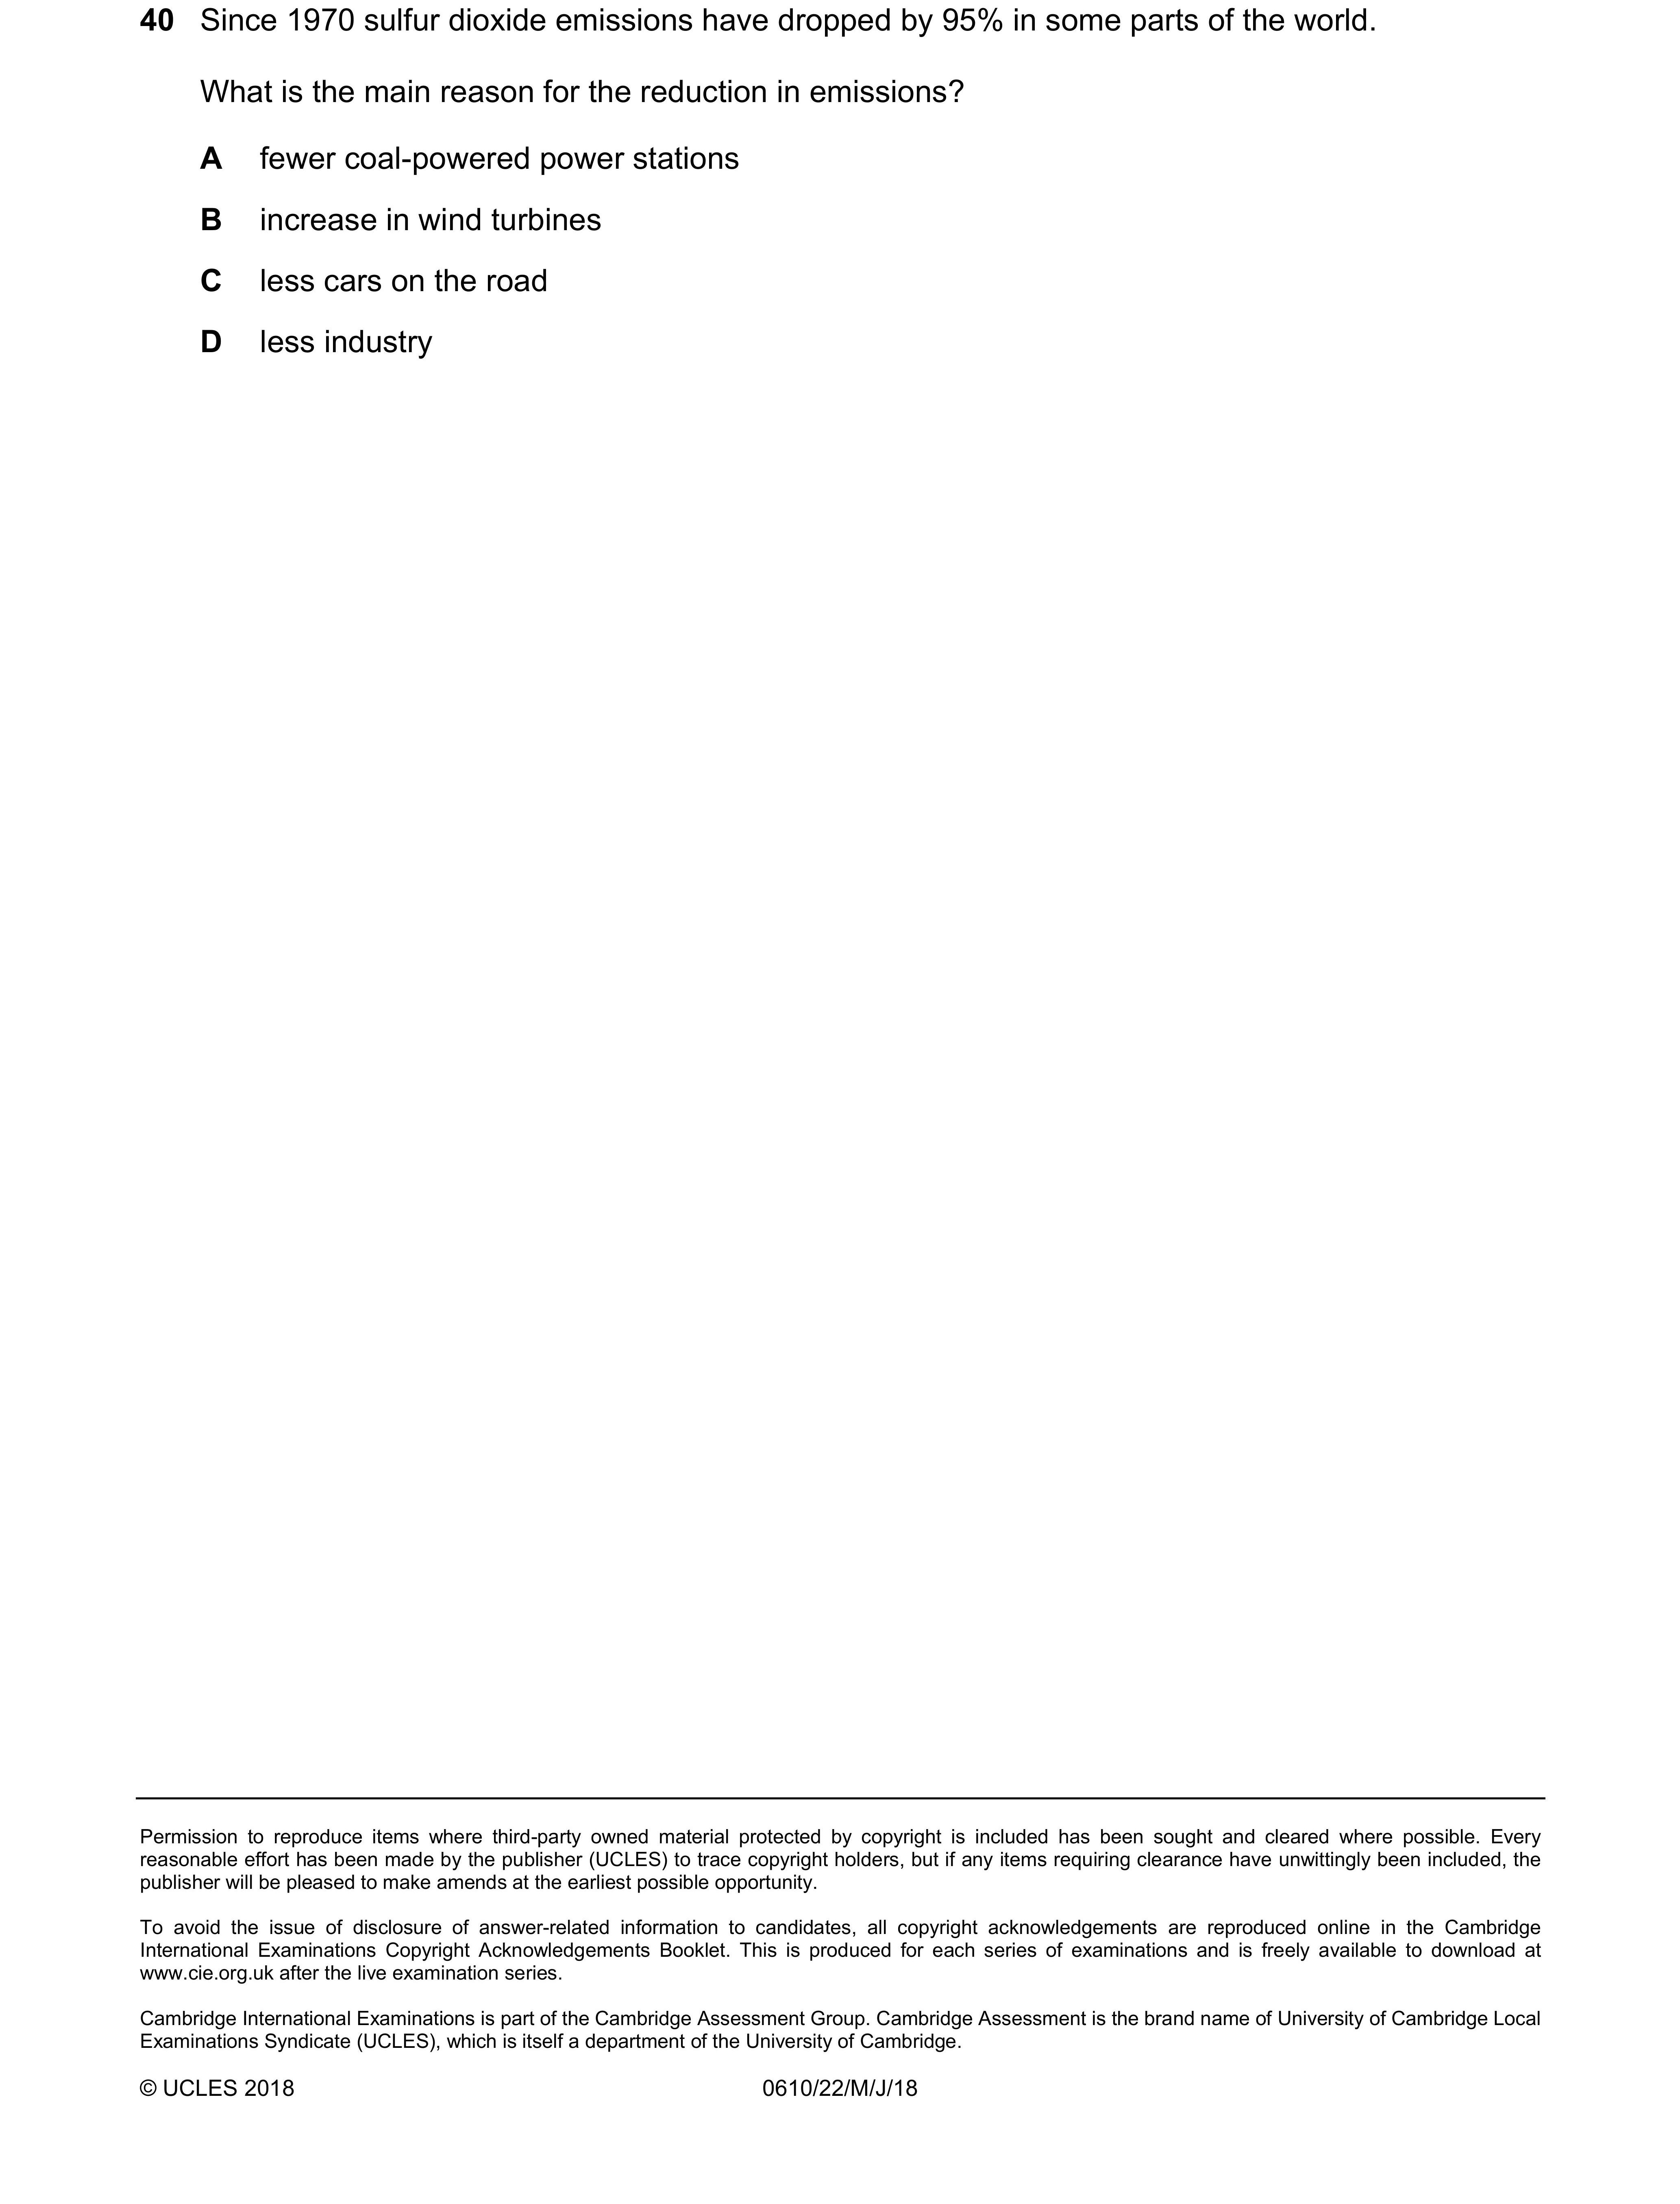 40 Since 1970 sulfur dioxide emissions have dropped by 95% in some parts of the world.
What is the main reason for the reduction in emissions?
A fewer coal-powered power stations
B increase in wind turbines
C less cars on the road
D less industry
Permission to reproduce items where third-party owned material protected by copyright is included has been sought and cleared where possible. Every
reasonable effort has been made by the publisher (UCLES) to trace copyright holders, but if any items requiring clearance have unwittingly been included, the
publisher will be pleased to make amends at the earliest possible opportunity.
To avoid the issue of disclosure of answer-related information to candidates, all copyright acknowledgements are reproduced online in the Cambridge
International Examinations Copyright Acknowledgements Booklet. This is produced for each series of examinations and is freely available to download at
www.cie.org.uk after the live examination series.
Cambridge International Examinations is part of the Cambridge Assessment Group. Cambridge Assessment is the brand name of University of Cambridge Local
Examinations Syndicate (UCLES), which is itself a department of the University of Cambridge.
© UCLES 2018 0610/22/M/J/18